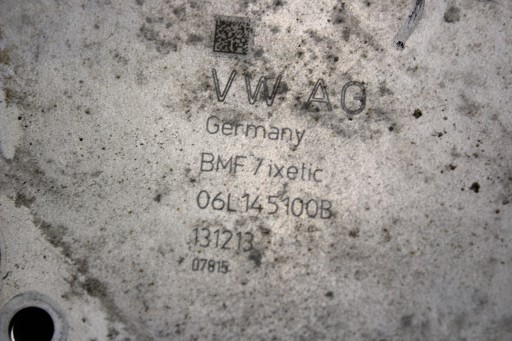 VW AG
Germany
BMF / ixetic
06L145100B
131213
07815